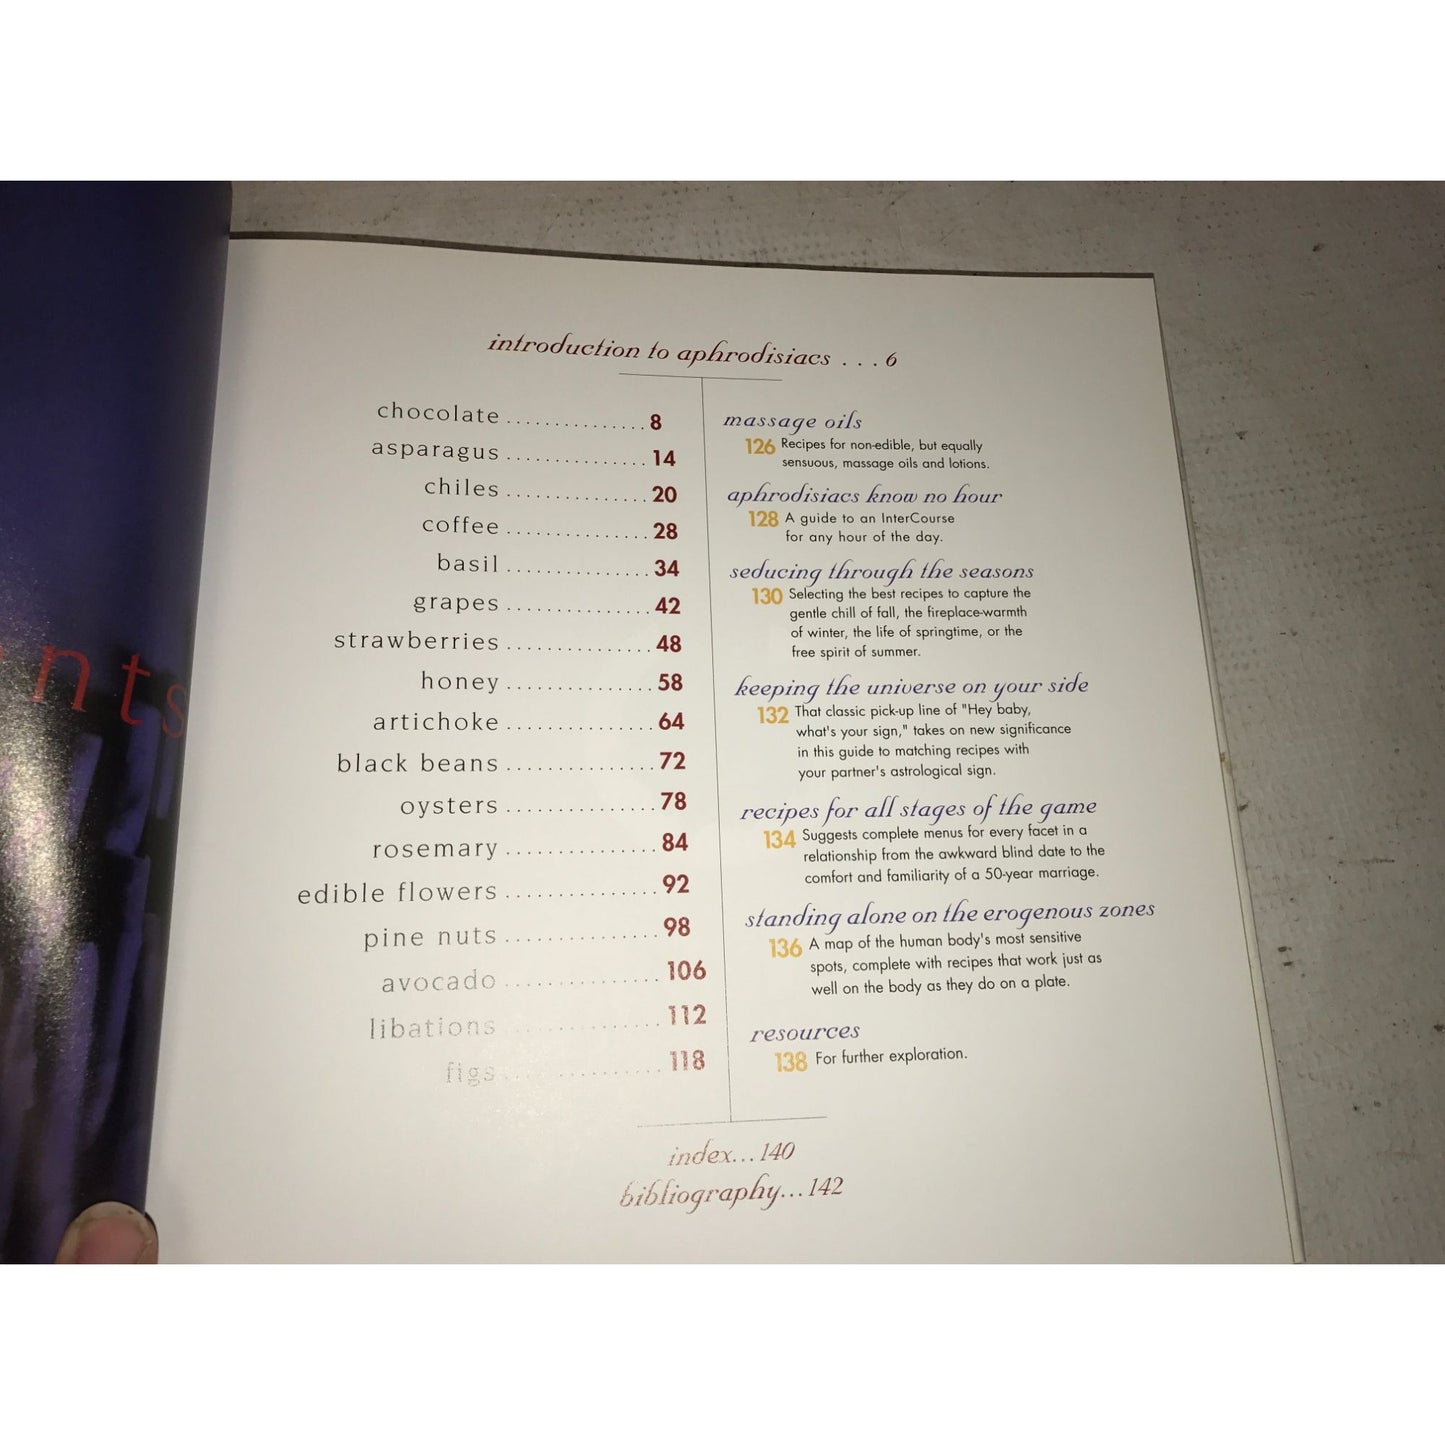 nts
introduction to aphrodisiacs . . . 6
chocolate ............... 8
asparagus ............... 14
chiles ............... 20
coffee ............... 28
basil ............... 34
grapes ............... 42
strawberries ............... 48
honey ............... 58
artichoke ............... 64
black beans ............... 72
oysters ............... 78
rosemary ............... 84
edible flowers ............... 92
pine nuts ............... 98
avocado ............... 106
libations ............... 112
figs ............... 118
massage oils
126 Recipes for non-edible, but equally
sensuous, massage oils and lotions.
aphrodisiacs know no hour
128 A guide to an InterCourse
for any hour of the day.
seducing through the seasons
130 Selecting the best recipes to capture the
gentle chill of fall, the fireplace-warmth
of winter, the life of springtime, or the
free spirit of summer.
keeping the universe on your side
132 That classic pick-up line of "Hey baby,
what's your sign," takes on new significance
in this guide to matching recipes with
your partner's astrological sign.
recipes for all stages of the game
134 Suggests complete menus for every facet in a
relationship from the awkward blind date to the
comfort and familiarity of a 50-year marriage.
standing alone on the erogenous zones
136 A map of the human body's most sensitive
spots, complete with recipes that work just as
well on the body as they do on a plate.
resources
138 For further exploration.
index...140
bibliography...142